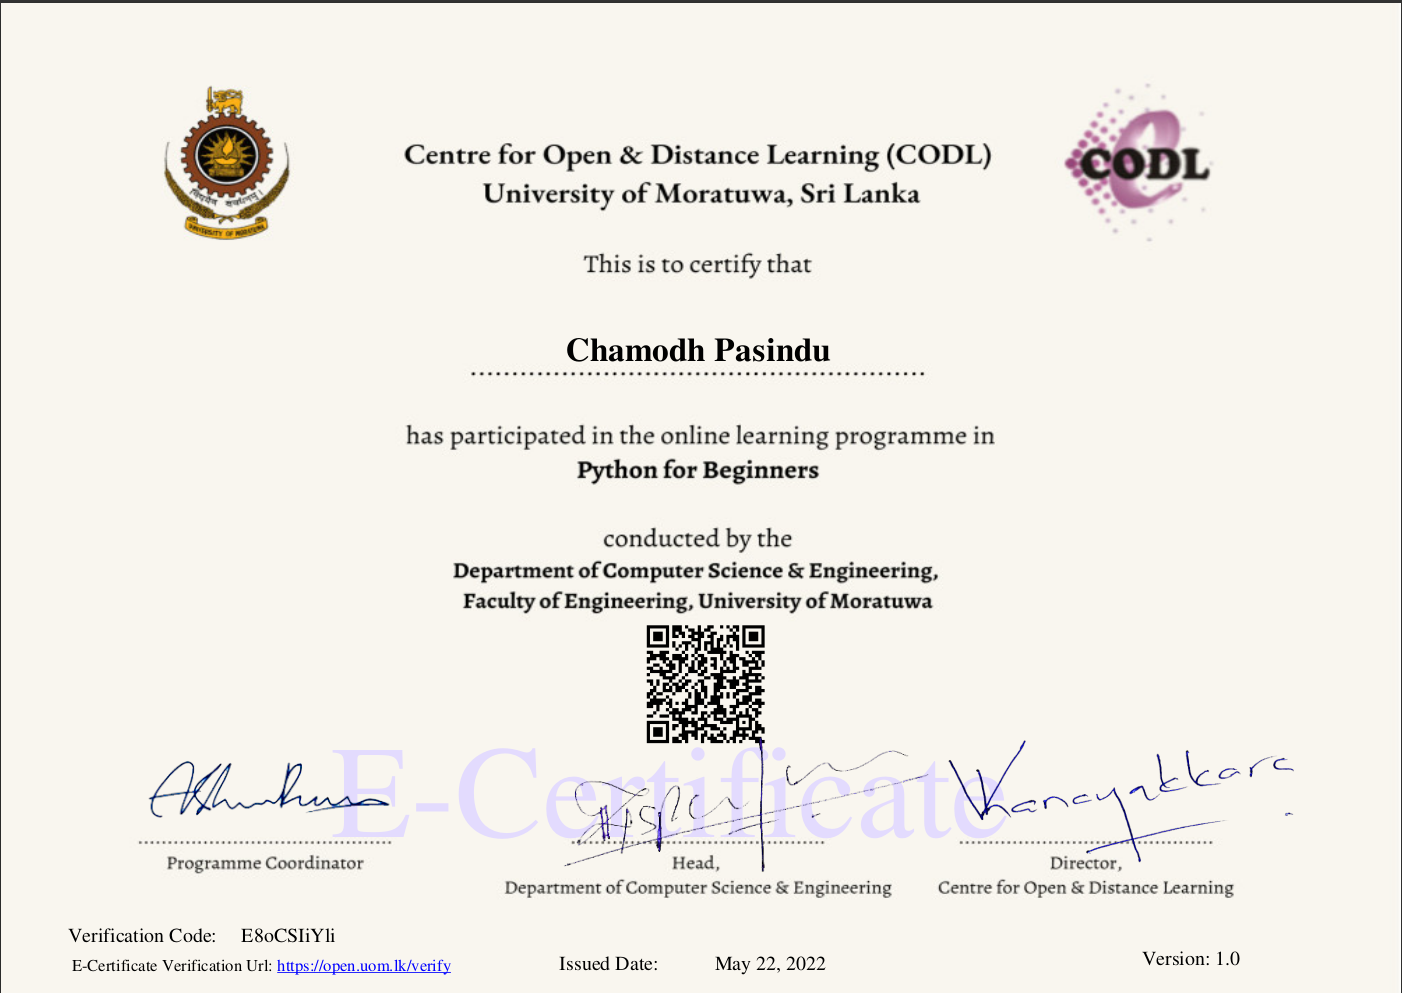 Centre for Open & Distance Learning (CODL)
University of Moratuwa, Sri Lanka
CODL
UNIVERSITY OF MORATUWA
This is to certify that
Chamodh Pasindu
has participated in the online learning programme in
Python for Beginners
conducted by the
Department of Computer Science & Engineering,
Faculty of Engineering, University of Moratuwa
E-Certificate
Programme Coordinator
Head,
Department of Computer Science & Engineering
Director,
Centre for Open & Distance Learning
Verification Code: E8oCSIiYli
E-Certificate Verification Url: https://open.uom.lk/verify
Issued Date: May 22, 2022
Version: 1.0